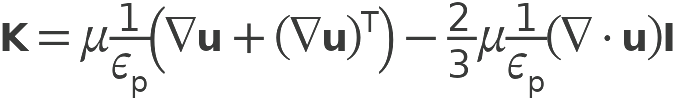 K = μ 1/ϵ_p (∇u + (∇u)^T) − 2/3 μ 1/ϵ_p (∇ · u)I